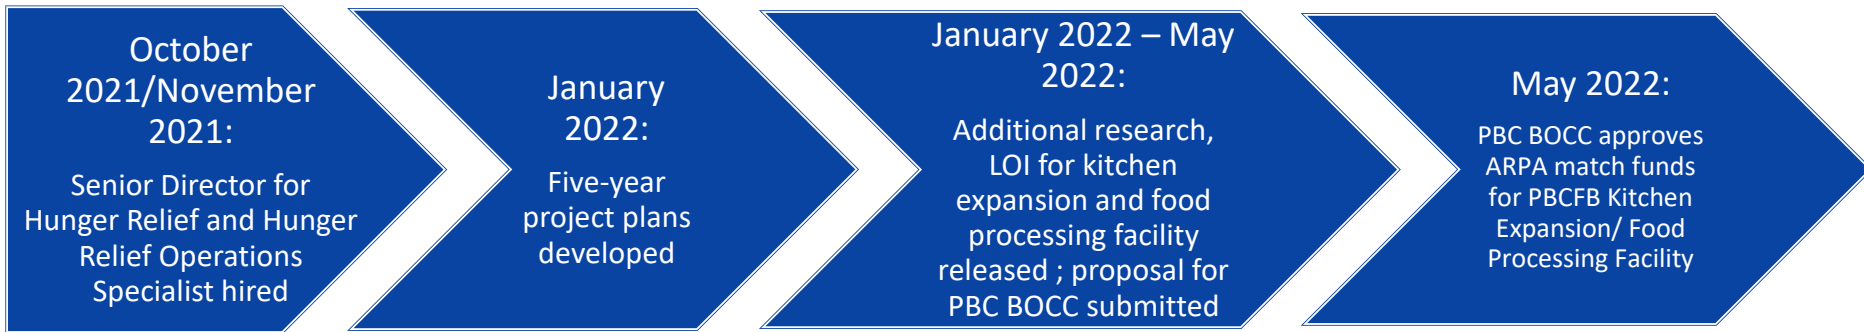 October
2021/November
2021:
Senior Director for
Hunger Relief and Hunger
Relief Operations
Specialist hired
January
2022:
Five-year
project plans
developed
January 2022 – May
2022:
Additional research,
LOI for kitchen
expansion and food
processing facility
released ; proposal for
PBC BOCC submitted
May 2022:
PBC BOCC approves
ARPA match funds
for PBCFB Kitchen
Expansion/ Food
Processing Facility